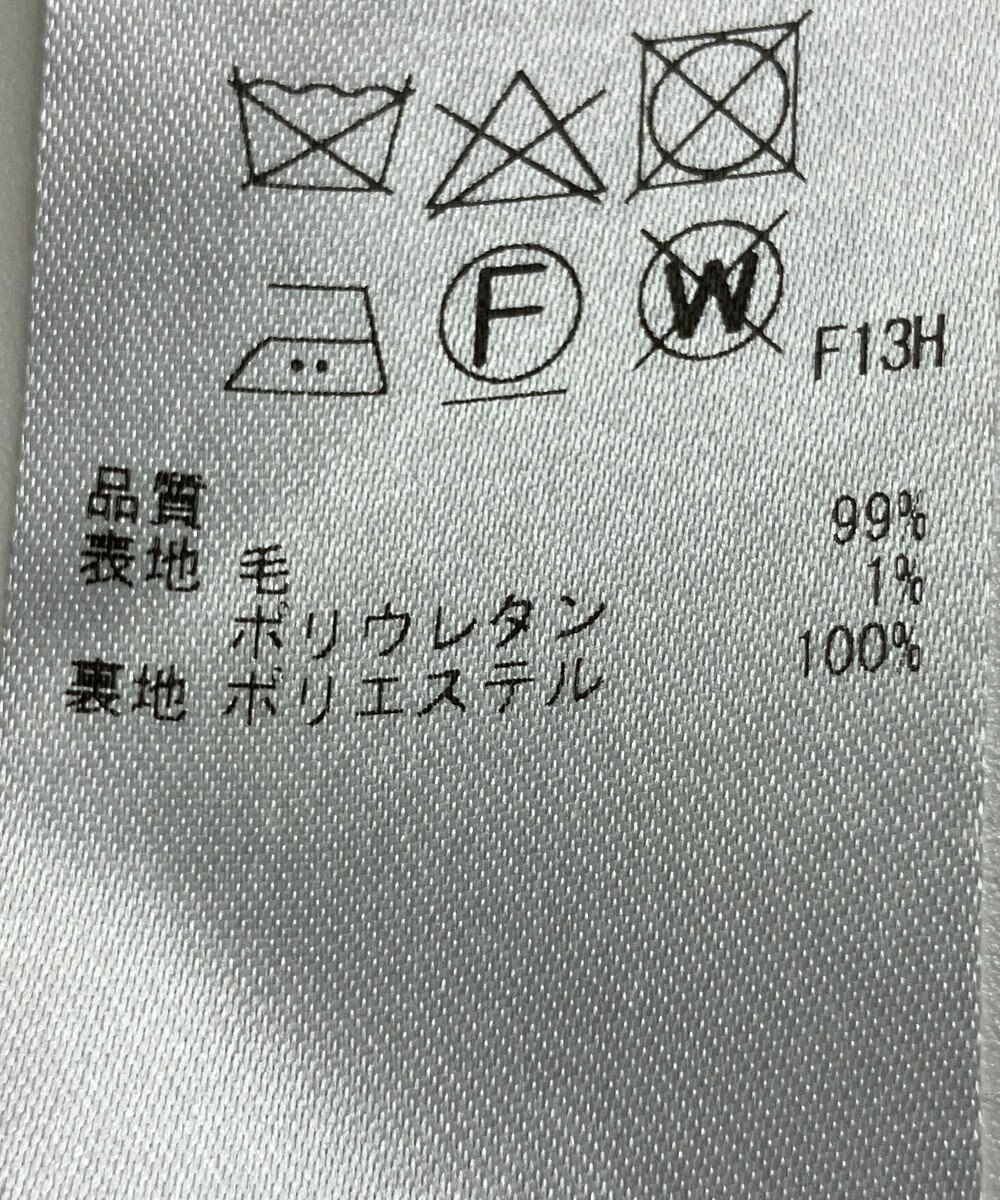 F W F13H
品質
表地 毛 99%
ポリウレタン 1%
裏地 ポリエステル 100%